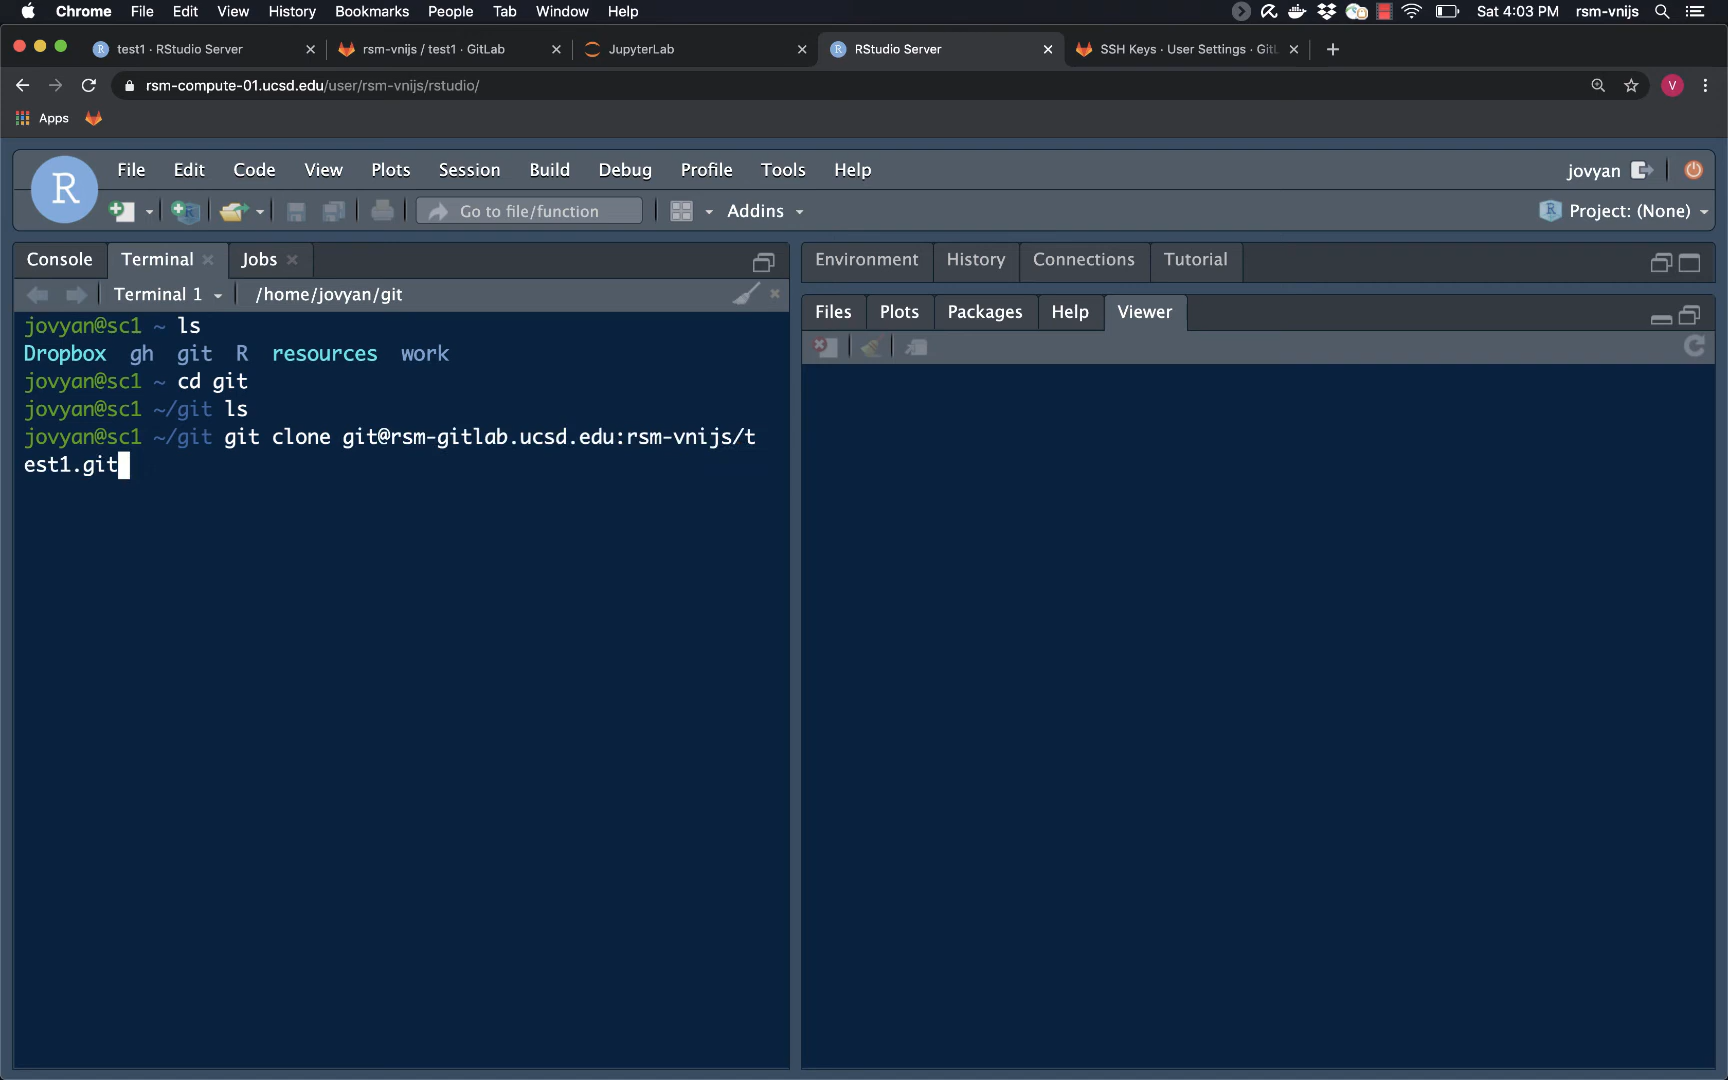 Chrome File Edit View History Bookmarks People Tab Window Help Sat 4:03 PM rsm-vnijs
test1 · RStudio Server rsm-vnijs / test1 · GitLab JupyterLab RStudio Server SSH Keys · User Settings · GitL
rsm-compute-01.ucsd.edu/user/rsm-vnijs/rstudio/ V
Apps
R File Edit Code View Plots Session Build Debug Profile Tools Help jovyan
Go to file/function Addins R Project: (None)
Console Terminal Jobs
Environment History Connections Tutorial
Terminal 1 /home/jovyan/git
Files Plots Packages Help Viewer
jovyan@sc1 ~ ls
Dropbox gh git R resources work
jovyan@sc1 ~ cd git
jovyan@sc1 ~/git ls
jovyan@sc1 ~/git git clone git@rsm-gitlab.ucsd.edu:rsm-vnijs/t
est1.git